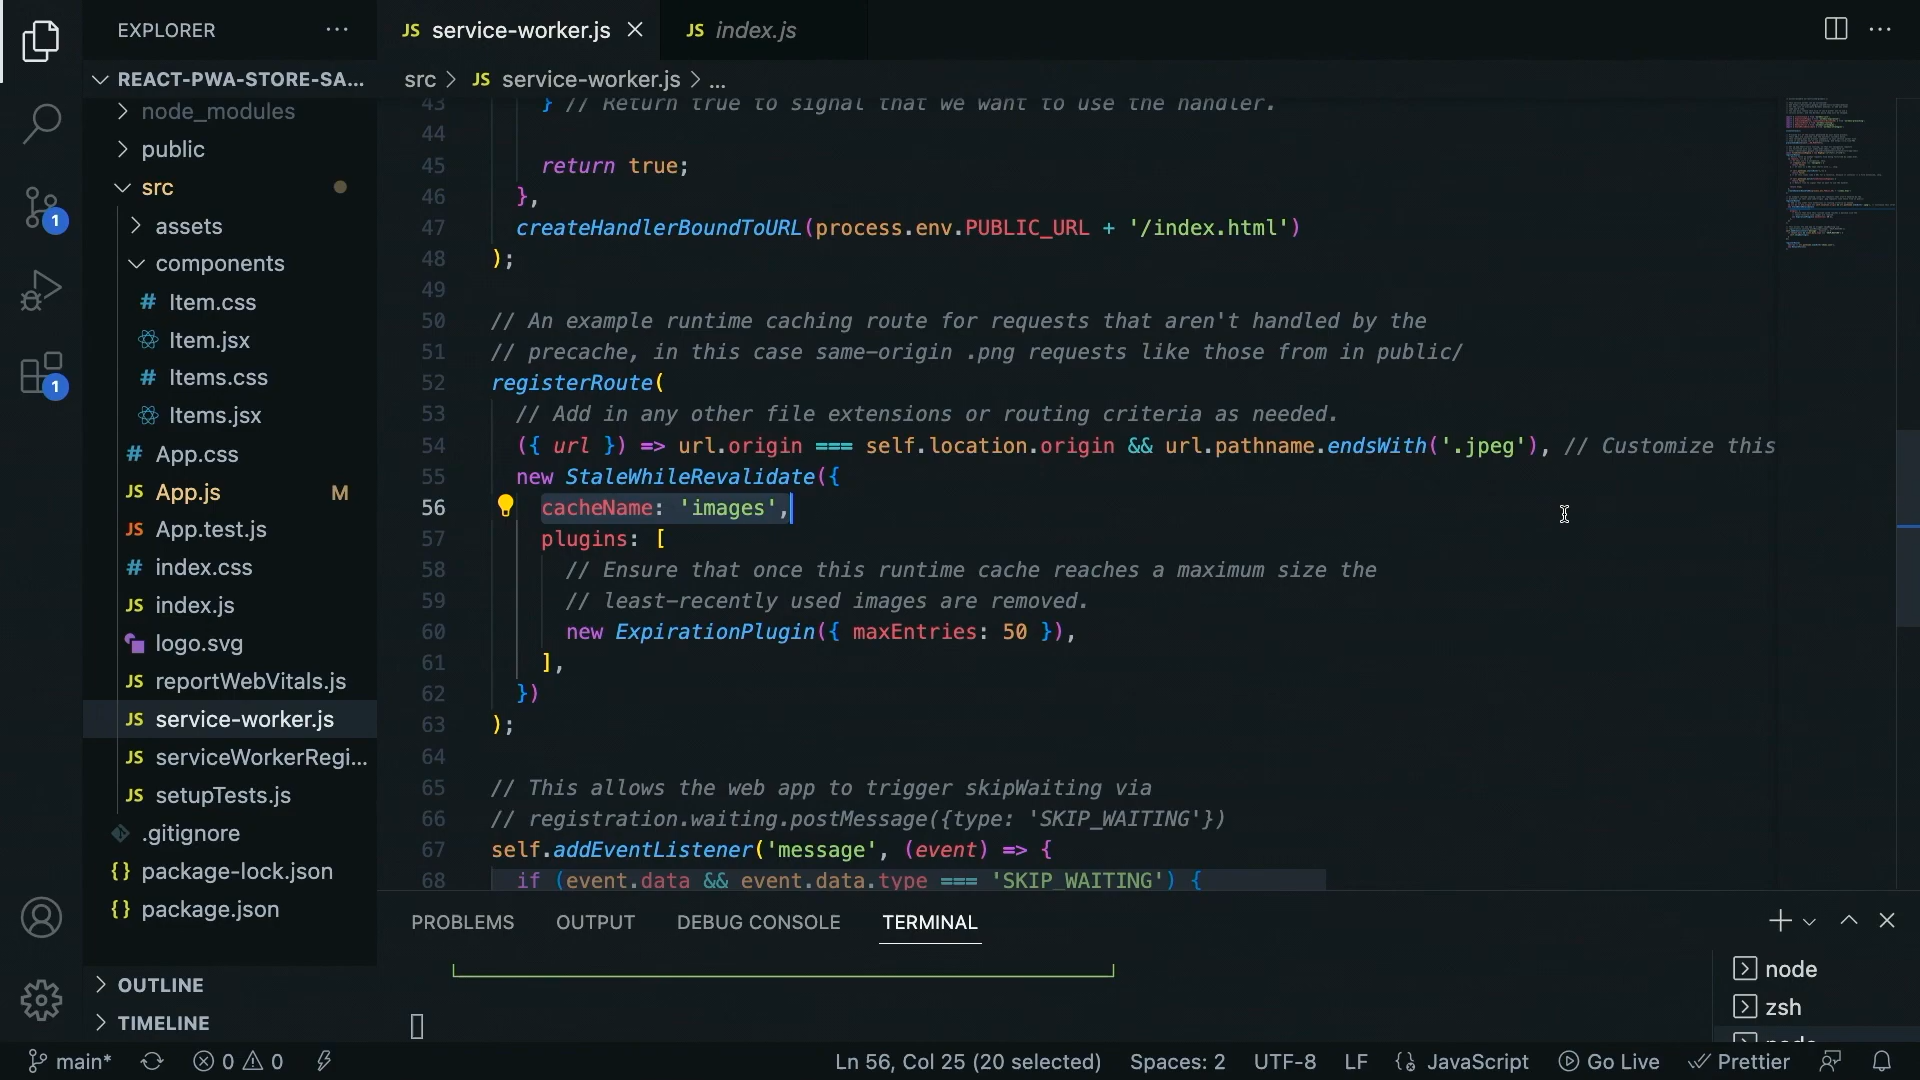 EXPLORER
REACT-PWA-STORE-SA...
node_modules
public
src
assets
components
# Item.css
Item.jsx
# Items.css
Items.jsx
# App.css
JS App.js M
JS App.test.js
# index.css
JS index.js
logo.svg
JS reportWebVitals.js
JS service-worker.js
JS serviceWorkerRegi...
JS setupTests.js
.gitignore
{} package-lock.json
{} package.json
OUTLINE
TIMELINE
1
1
JS service-worker.js
JS index.js
src > JS service-worker.js > ...
43 } // Return true to signal that we want to use the handler.
44
45 return true;
46 },
47 createHandlerBoundToURL(process.env.PUBLIC_URL + '/index.html')
48 );
49
50 // An example runtime caching route for requests that aren't handled by the
51 // precache, in this case same-origin .png requests like those from in public/
52 registerRoute(
53 // Add in any other file extensions or routing criteria as needed.
54 ({ url }) => url.origin === self.location.origin && url.pathname.endsWith('.jpeg'), // Customize this
55 new StaleWhileRevalidate({
56 cacheName: 'images',
57 plugins: [
58 // Ensure that once this runtime cache reaches a maximum size the
59 // least-recently used images are removed.
60 new ExpirationPlugin({ maxEntries: 50 }),
61 ],
62 })
63 );
64
65 // This allows the web app to trigger skipWaiting via
66 // registration.waiting.postMessage({type: 'SKIP_WAITING'})
67 self.addEventListener('message', (event) => {
68 if (event.data && event.data.type === 'SKIP_WAITING') {
PROBLEMS OUTPUT DEBUG CONSOLE TERMINAL
node
zsh
main* 0 0
Ln 56, Col 25 (20 selected) Spaces: 2 UTF-8 LF {} JavaScript Go Live Prettier